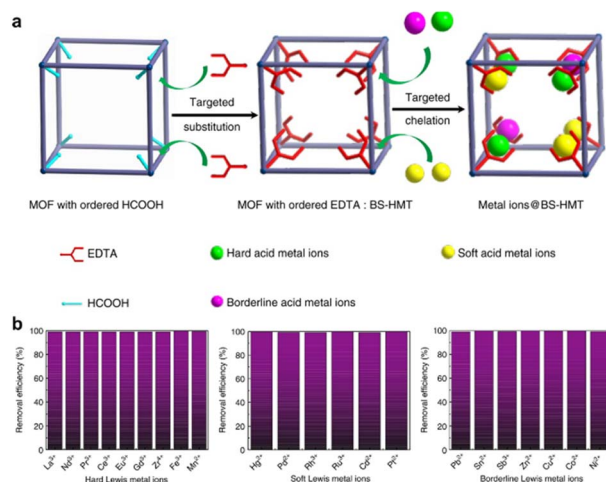 a
Targeted
substitution
Targeted
chelation
MOF with ordered HCOOH
MOF with ordered EDTA : BS-HMT
Metal ions@BS-HMT
EDTA
Hard acid metal ions
Soft acid metal ions
HCOOH
Borderline acid metal ions
b
Removal efficiency (%)
100
80
60
40
20
0
La³⁺ Nd³⁺ Pr³⁺ Ce³⁺ Eu³⁺ Gd³⁺ Zr⁴⁺ Fe³⁺ Mn²⁺
Hard Lewis metal ions
Removal efficiency (%)
100
80
60
40
20
0
Hg²⁺ Pd²⁺ Rh³⁺ Ru³⁺ Cd²⁺ Pt²⁺
Soft Lewis metal ions
Removal efficiency (%)
100
80
60
40
20
0
Pb²⁺ Sn²⁺ Sb³⁺ Zn²⁺ Cu²⁺ Co²⁺ Ni²⁺
Borderline Lewis metal ions